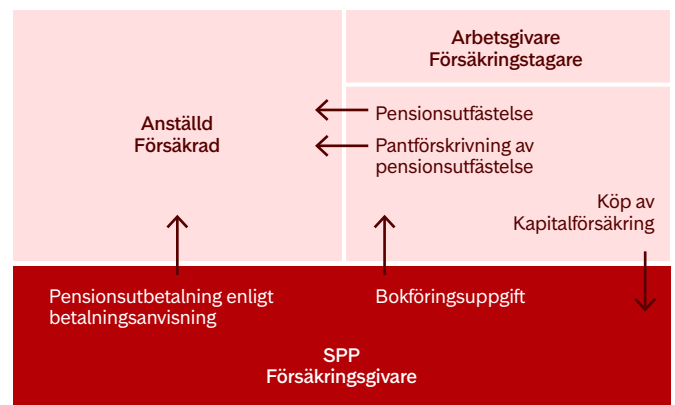 Arbetsgivare
Försäkringstagare
Anställd
Försäkrad
Pensionsutfästelse
Pantförskrivning av
pensionsutfästelse
Köp av
Kapitalförsäkring
Pensionsutbetalning enligt
betalningsanvisning
Bokföringsuppgift
SPP
Försäkringsgivare